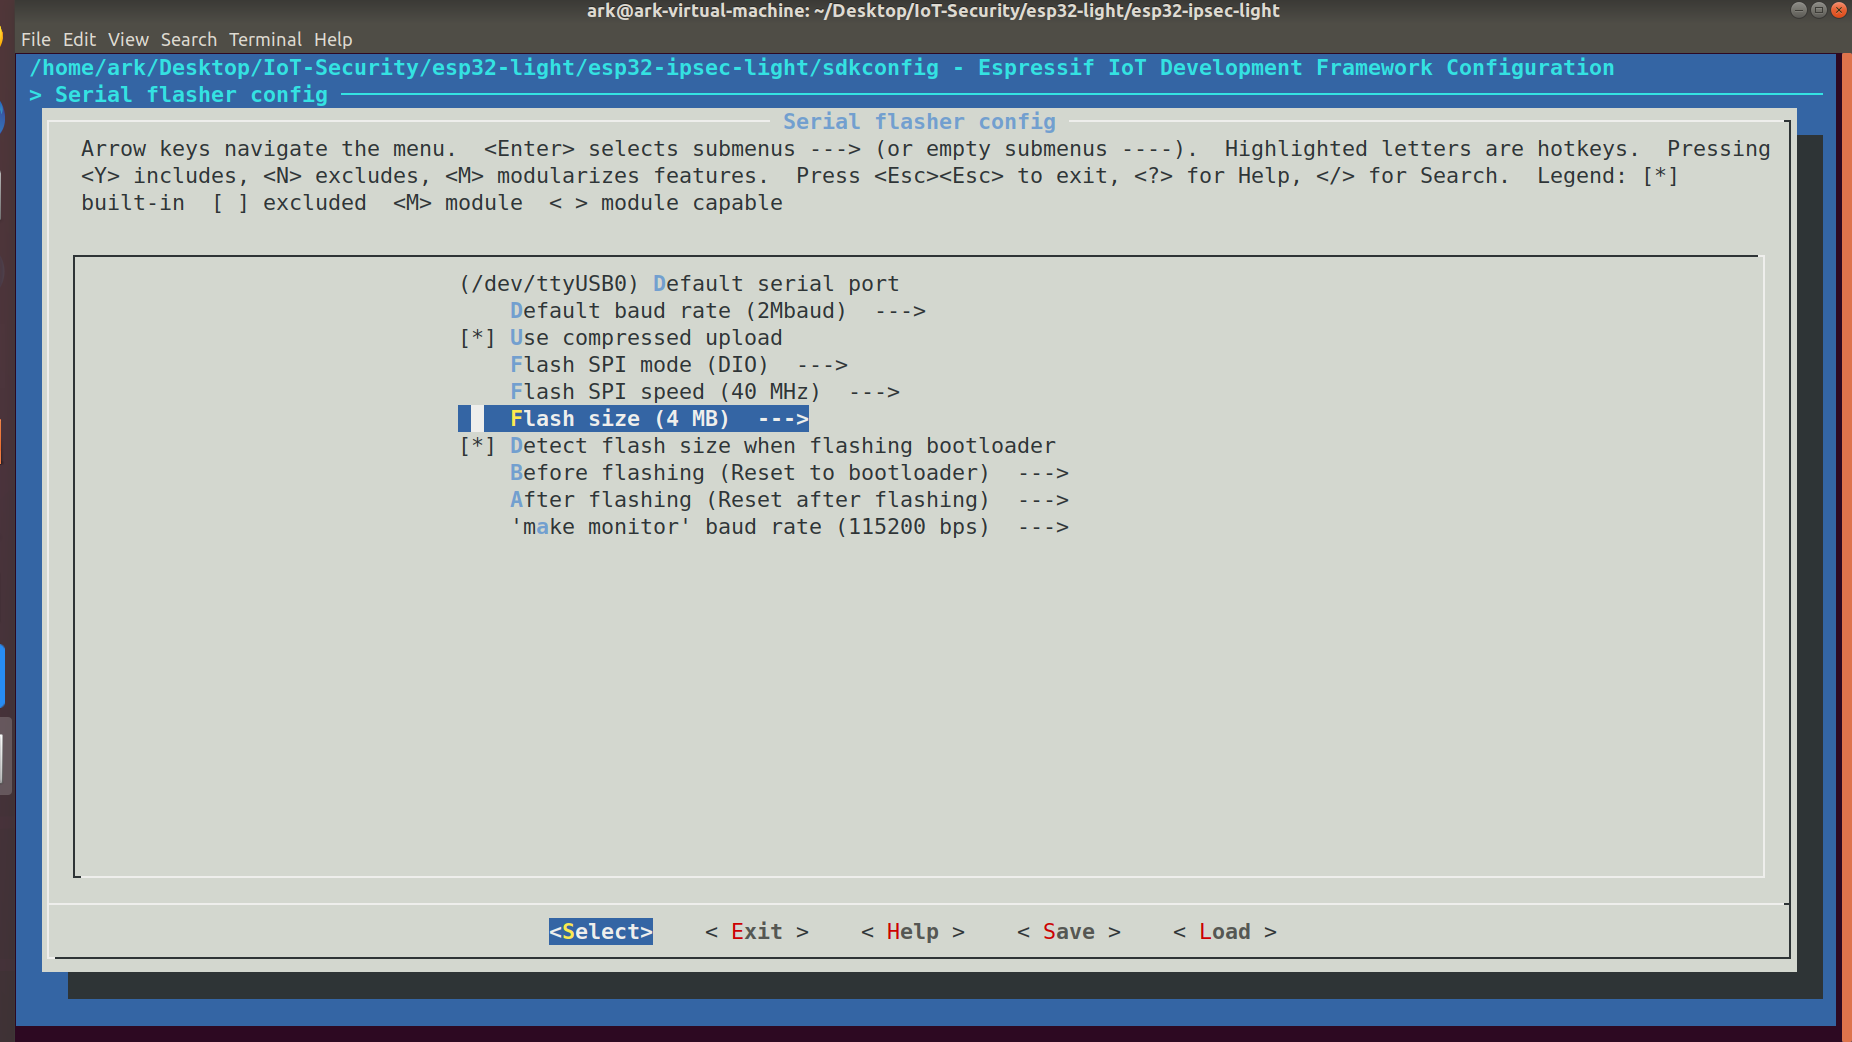 ark@ark-virtual-machine: ~/Desktop/IoT-Security/esp32-light/esp32-ipsec-light
File Edit View Search Terminal Help
/home/ark/Desktop/IoT-Security/esp32-light/esp32-ipsec-light/sdkconfig - Espressif IoT Development Framework Configuration
> Serial flasher config
Serial flasher config
Arrow keys navigate the menu.  <Enter> selects submenus ---> (or empty submenus ----).  Highlighted letters are hotkeys.  Pressing
<Y> includes, <N> excludes, <M> modularizes features.  Press <Esc><Esc> to exit, <?> for Help, </> for Search.  Legend: [*]
built-in  [ ] excluded  <M> module  < > module capable
(/dev/ttyUSB0) Default serial port
Default baud rate (2Mbaud)  --->
[*] Use compressed upload
Flash SPI mode (DIO)  --->
Flash SPI speed (40 MHz)  --->
Flash size (4 MB)  --->
[*] Detect flash size when flashing bootloader
Before flashing (Reset to bootloader)  --->
After flashing (Reset after flashing)  --->
'make monitor' baud rate (115200 bps)  --->
<Select>    < Exit >    < Help >    < Save >    < Load >